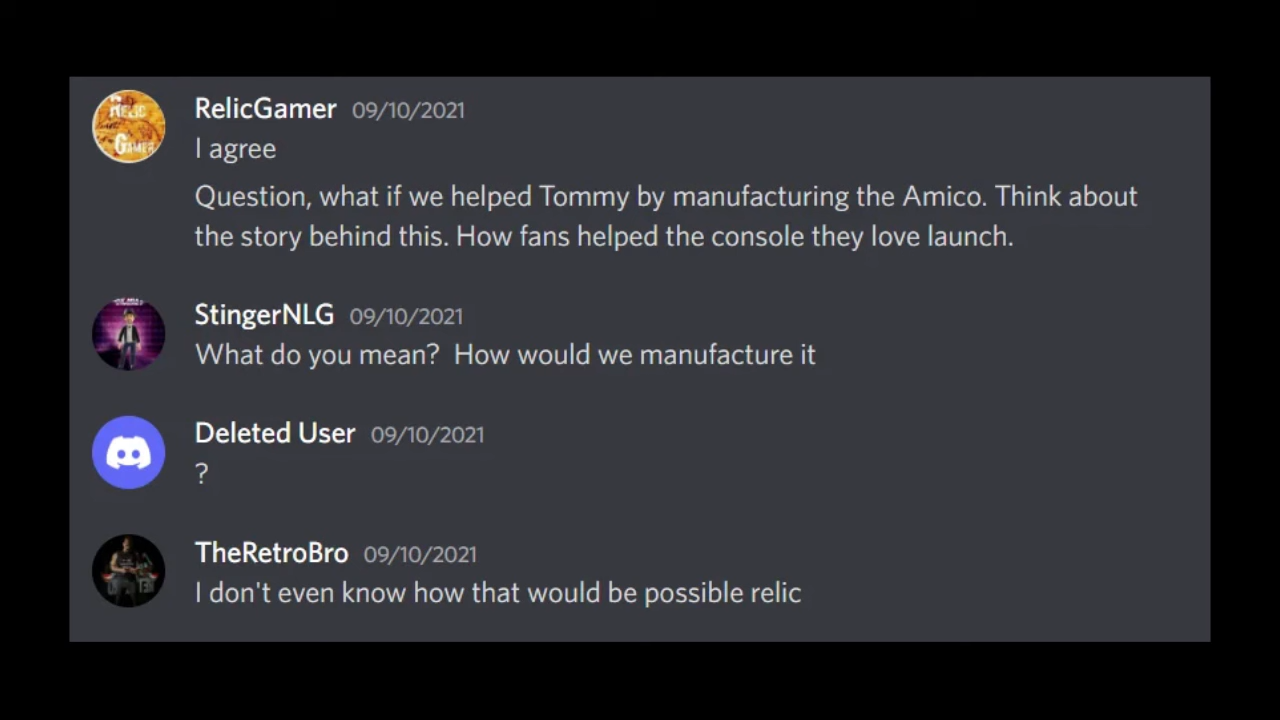 RelicGamer 09/10/2021
I agree
Question, what if we helped Tommy by manufacturing the Amico. Think about
the story behind this. How fans helped the console they love launch.
StingerNLG 09/10/2021
What do you mean?  How would we manufacture it
Deleted User 09/10/2021
?
TheRetroBro 09/10/2021
I don't even know how that would be possible relic
RELIC
GAMER